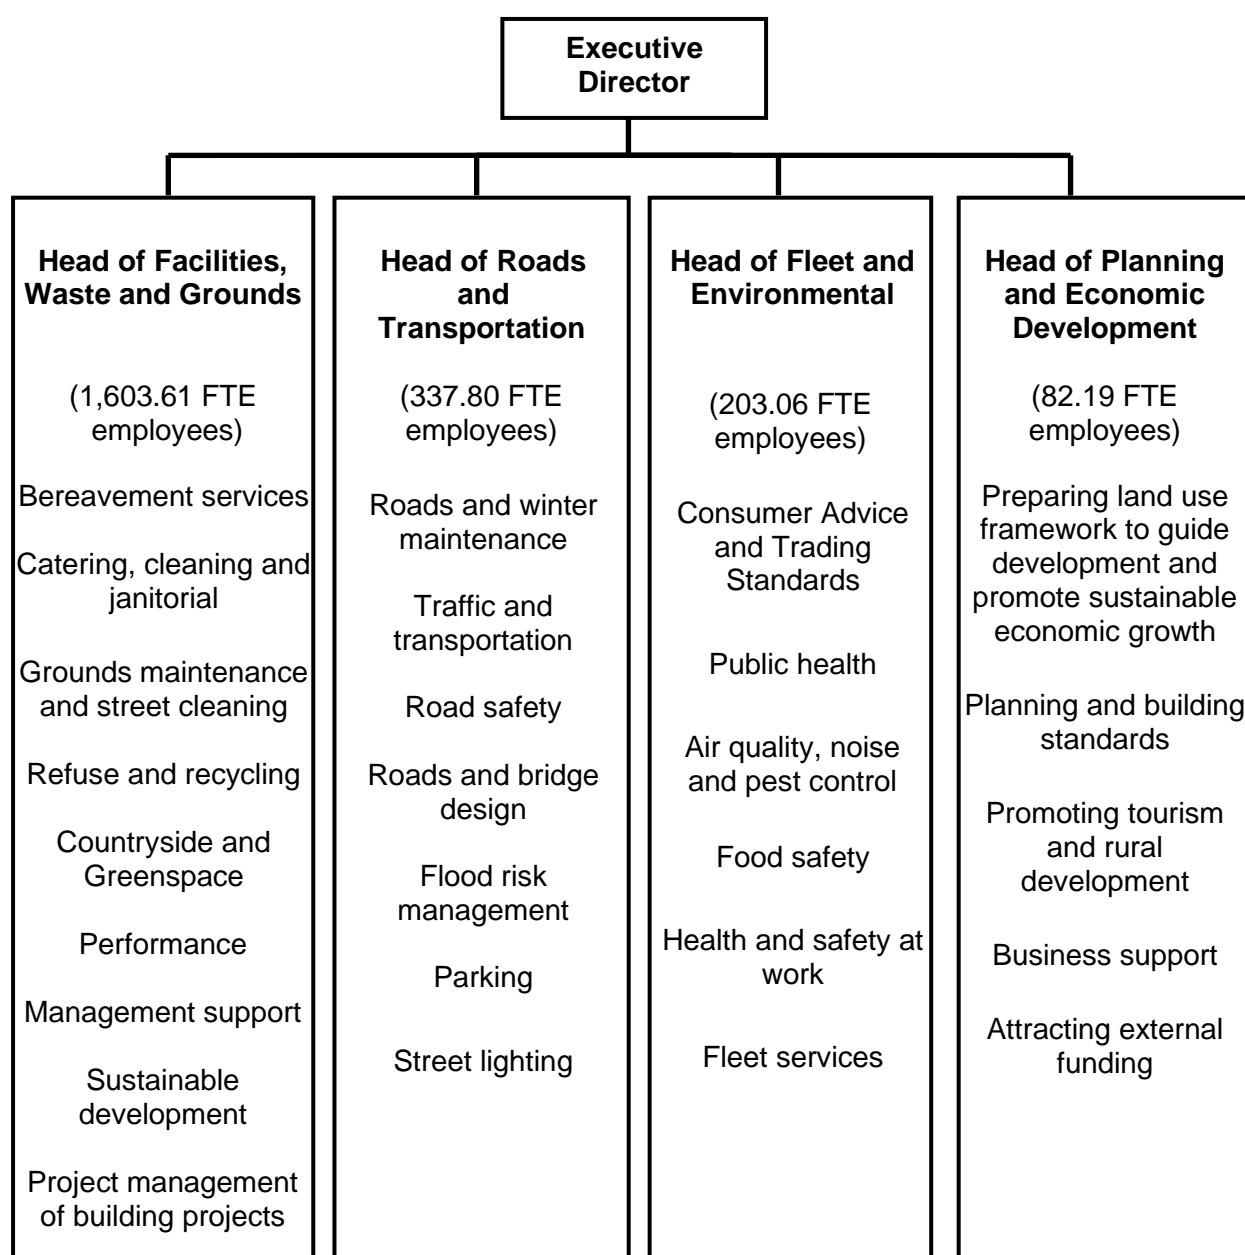 Executive
Director
Head of Facilities,
Waste and Grounds
(1,603.61 FTE
employees)
Bereavement services
Catering, cleaning and
janitorial
Grounds maintenance
and street cleaning
Refuse and recycling
Countryside and
Greenspace
Performance
Management support
Sustainable
development
Project management
of building projects
Head of Roads
and
Transportation
(337.80 FTE
employees)
Roads and winter
maintenance
Traffic and
transportation
Road safety
Roads and bridge
design
Flood risk
management
Parking
Street lighting
Head of Fleet and
Environmental
(203.06 FTE
employees)
Consumer Advice
and Trading
Standards
Public health
Air quality, noise
and pest control
Food safety
Health and safety at
work
Fleet services
Head of Planning
and Economic
Development
(82.19 FTE
employees)
Preparing land use
framework to guide
development and
promote sustainable
economic growth
Planning and building
standards
Promoting tourism
and rural
development
Business support
Attracting external
funding